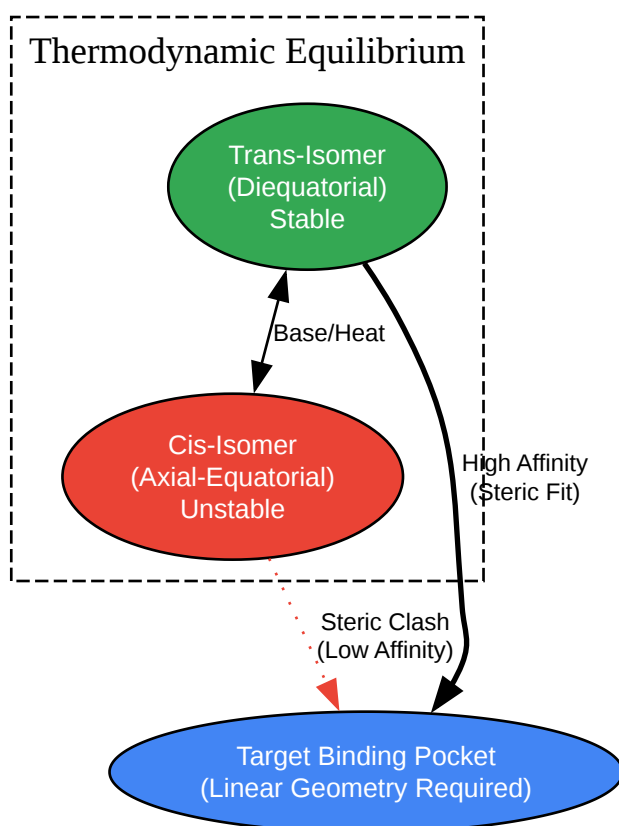 Thermodynamic Equilibrium
Trans-Isomer
(Diequatorial)
Stable
Base/Heat
Cis-Isomer
(Axial-Equatorial)
Unstable
High Affinity
(Steric Fit)
Steric Clash
(Low Affinity)
Target Binding Pocket
(Linear Geometry Required)